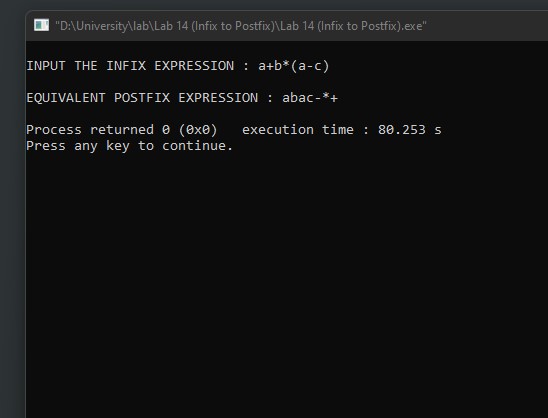 "D:\University\lab\Lab 14 (Infix to Postfix)\Lab 14 (Infix to Postfix).exe"
INPUT THE INFIX EXPRESSION : a+b*(a-c)
EQUIVALENT POSTFIX EXPRESSION : abac-*+
Process returned 0 (0x0)   execution time : 80.253 s
Press any key to continue.